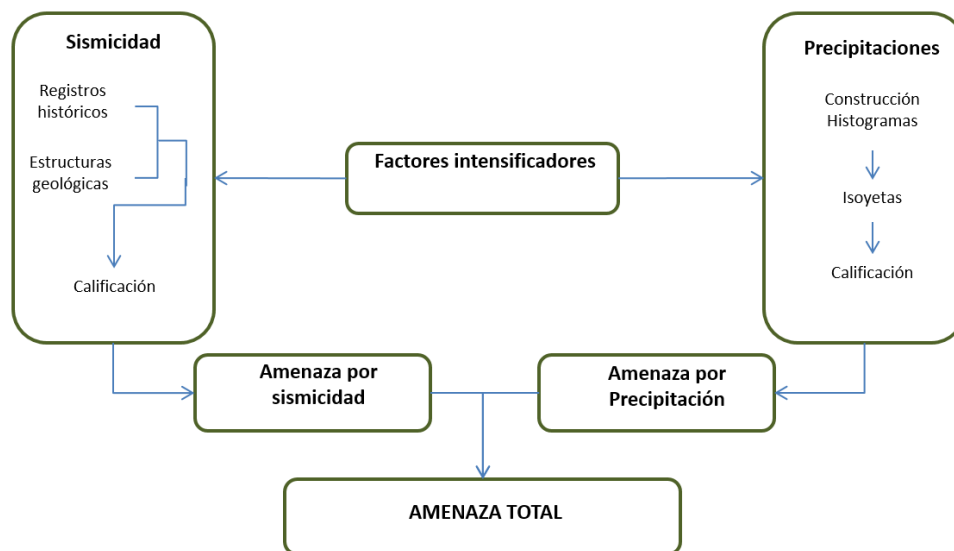 Sismicidad
Registros
históricos
Estructuras
geológicas
Calificación
Factores intensificadores
Precipitaciones
Construcción
Histogramas
Isoyetas
Calificación
Amenaza por
sismicidad
Amenaza por
Precipitación
AMENAZA TOTAL